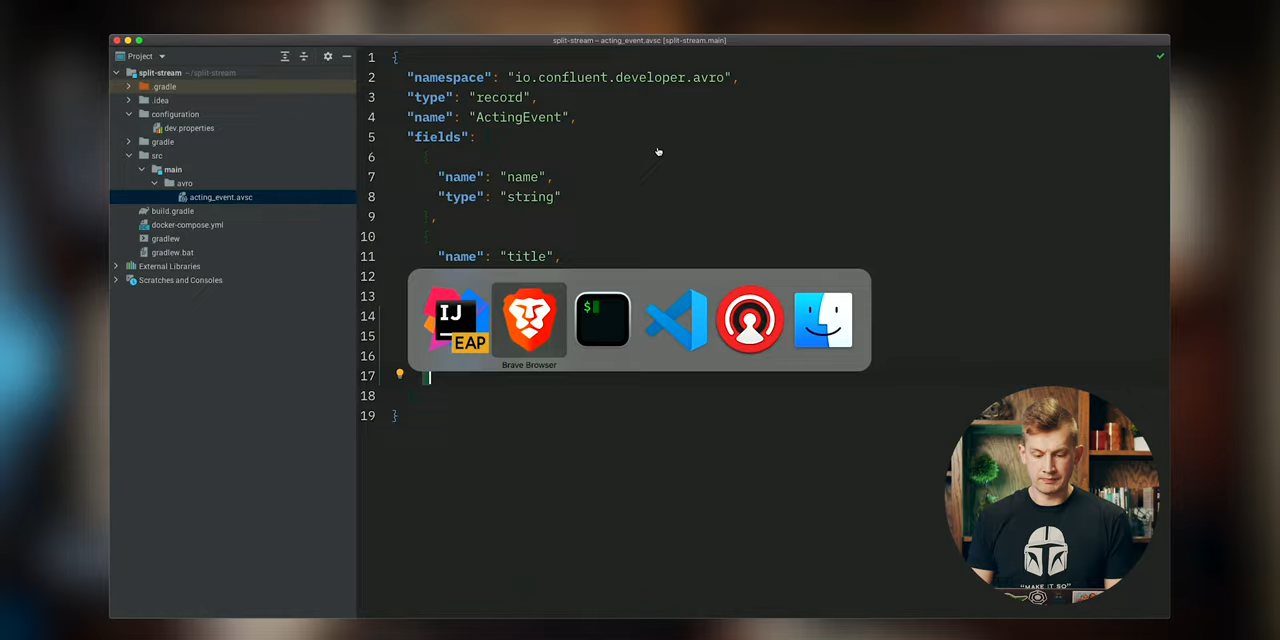 split-stream – acting_event.avsc [split-stream.main]
Project
split-stream ~/split-stream
.gradle
.idea
configuration
dev.properties
gradle
src
main
avro
acting_event.avsc
build.gradle
docker-compose.yml
gradlew
gradlew.bat
External Libraries
Scratches and Consoles
1 {
2 "namespace": "io.confluent.developer.avro",
3 "type": "record",
4 "name": "ActingEvent",
5 "fields":
6 {
7 "name": "name",
8 "type": "string"
9 },
10 {
11 "name": "title",
12
13
14
15
16
17
18
19 }
IJ
EAP
$
Brave Browser
"MAKE IT SO"